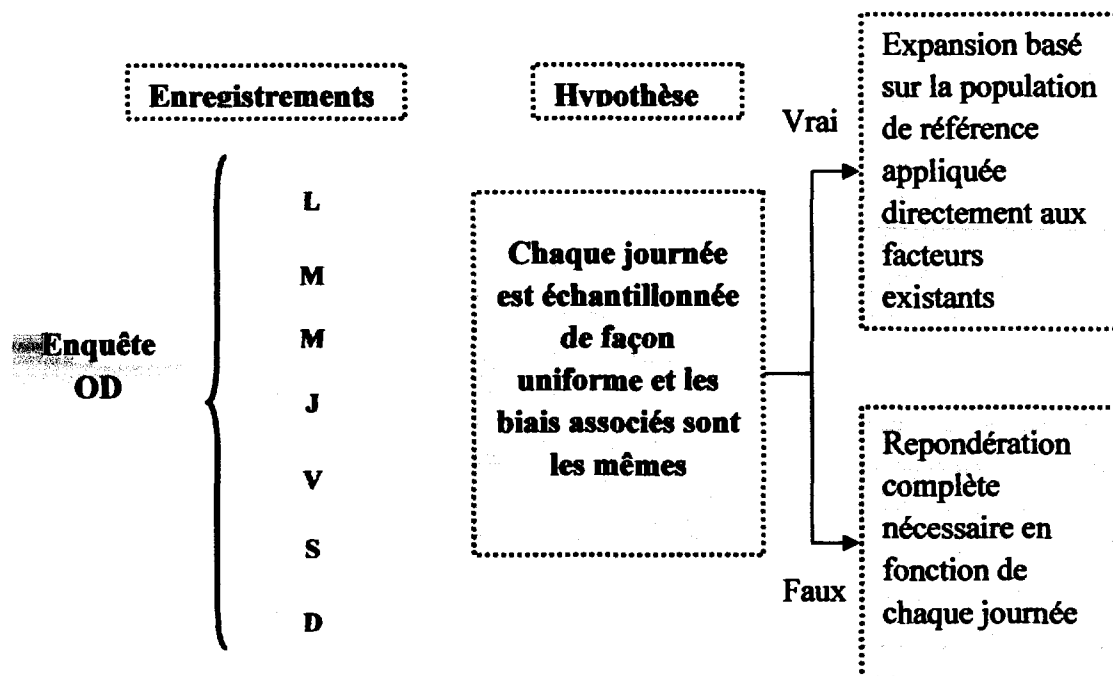 Enregistrements
Hypothèse
Enquête
OD
L
M
M
J
V
S
D
Chaque journée
est échantillonnée
de façon
uniforme et les
biais associés sont
les mêmes
Vrai
Faux
Expansion basé
sur la population
de référence
appliquée
directement aux
facteurs
existants
Repondération
complète
nécessaire en
fonction de
chaque journée